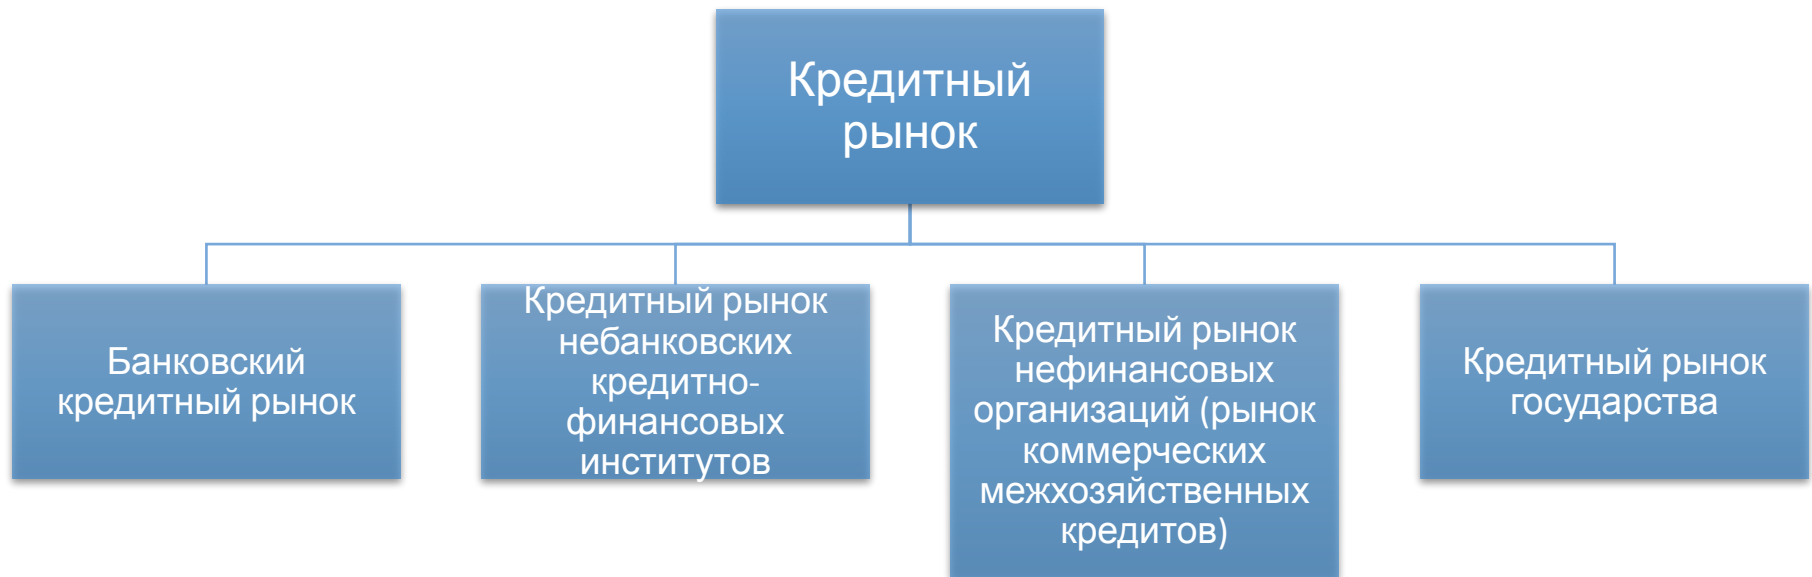 Кредитный
рынок
Банковский
кредитный рынок
Кредитный рынок
небанковских
кредитно-
финансовых
институтов
Кредитный рынок
нефинансовых
организаций (рынок
коммерческих
межхозяйственных
кредитов)
Кредитный рынок
государства